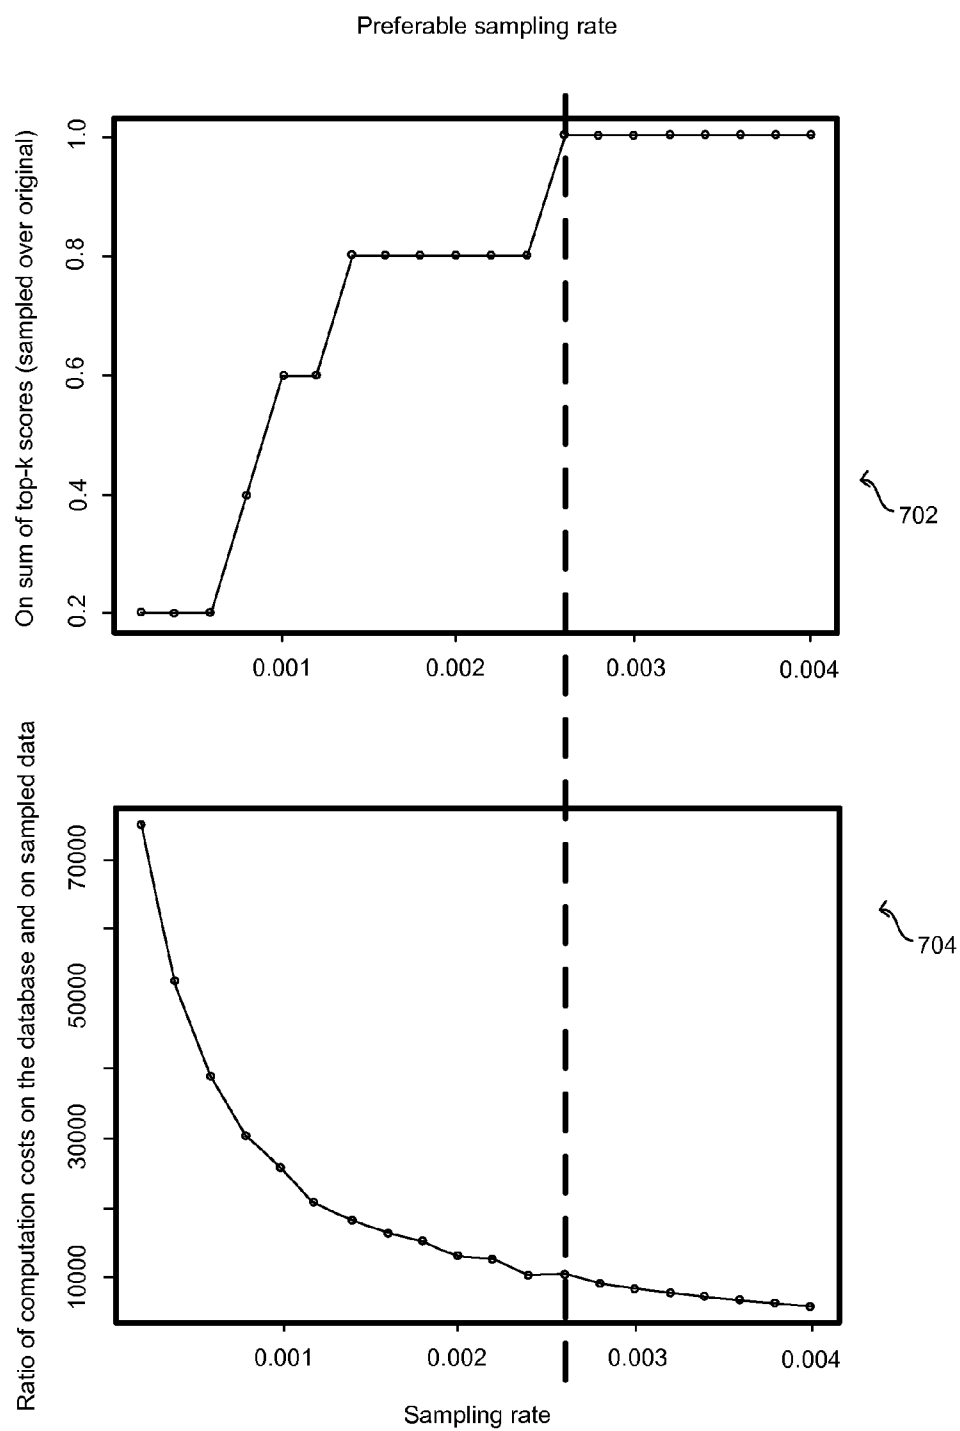 Preferable sampling rate
On sum of top-k scores (sampled over original)
1.0
0.8
0.6
0.4
0.2
0.001 0.002 0.003 0.004
702
Ratio of computation costs on the database and on sampled data
70000
50000
30000
10000
0.001 0.002 0.003 0.004
704
Sampling rate